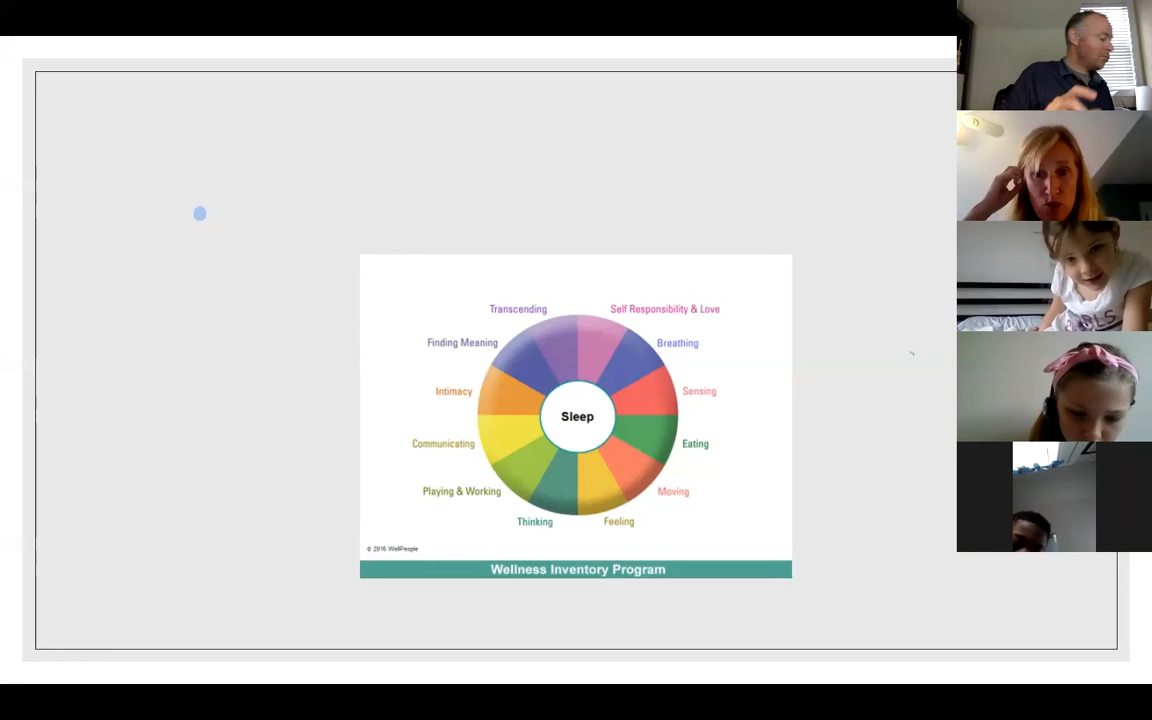 Transcending
Self Responsibility & Love
Finding Meaning
Breathing
Intimacy
Sensing
Sleep
Communicating
Eating
Playing & Working
Moving
Thinking
Feeling
© 2016 WellPeople
Wellness Inventory Program